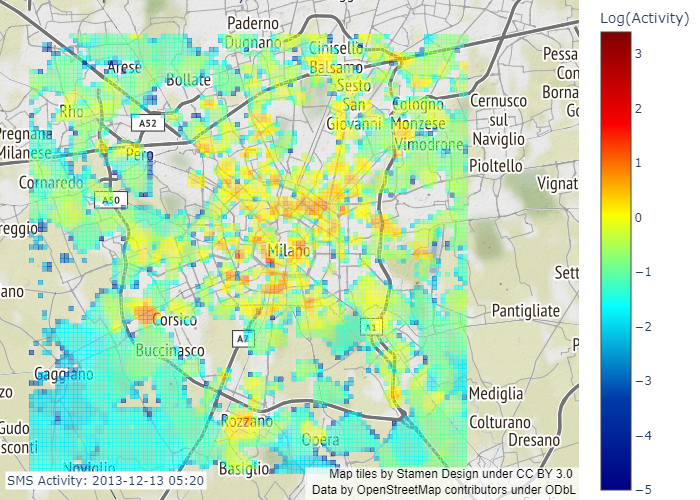 Paderno
Dugnano
Cinisello
Balsamo
Log(Activity)
Arese
Bollate
Pessa
Con
Borna
Go
Sesto
San
Giovanni
Cologno
Monzese
Cernusco
sul
Naviglio
Rho
A52
Pregnana
Milanese
Pero
Vimodrone
Pioltello
Cornaredo
Vignat
A50
reggio
Milano
Sett
ano
Corsico
Pantigliate
A7
A1
Buccinasco
P
Gaggiano
zo
Mediglia
Gudo
sconti
Rozzano
Opera
Colturano
Dresano
Noviglio
Basiglio
SMS Activity: 2013-12-13 05:20
Map tiles by Stamen Design under CC BY 3.0
Data by OpenStreetMap contributors under ODbL
3
2
1
0
−1
−2
−3
−4
−5